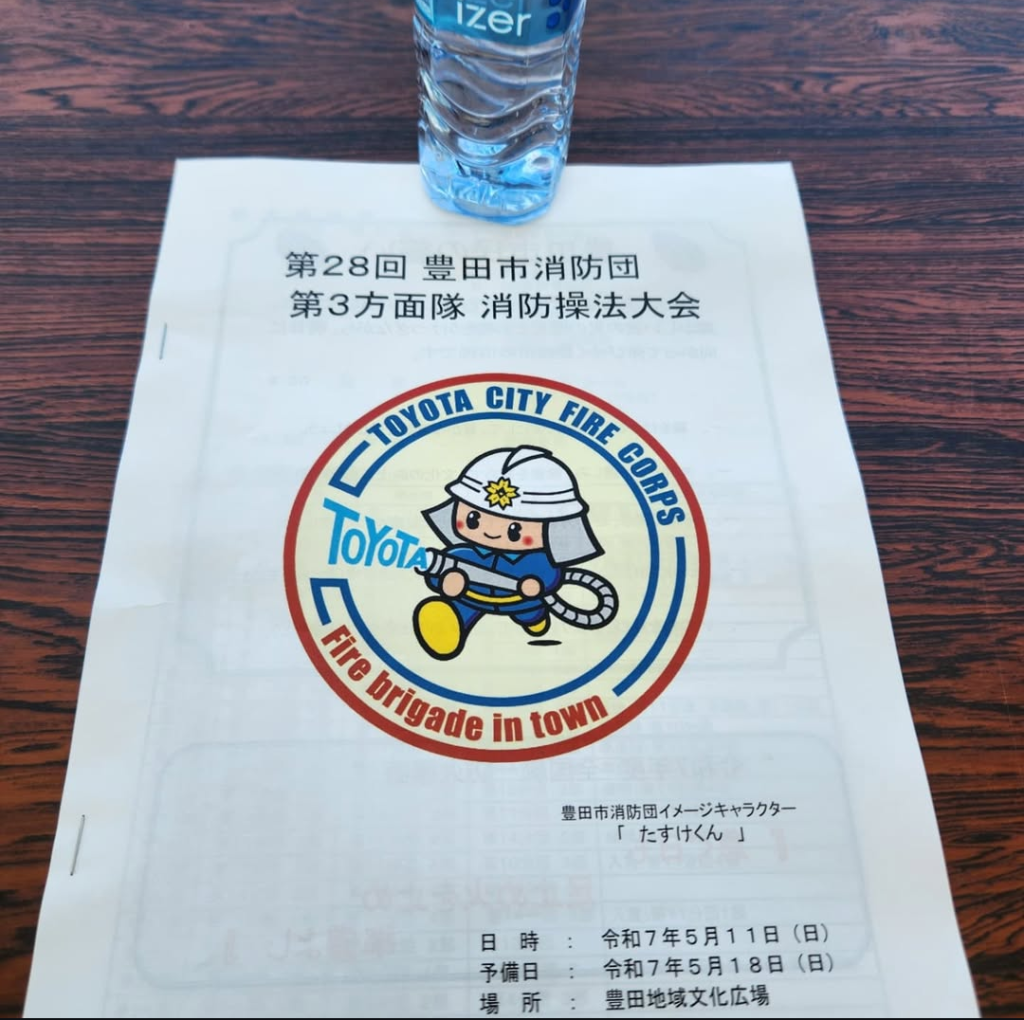 izer
第28回 豊田市消防団
第3方面隊 消防操法大会
TOYOTA CITY FIRE CORPS
TOYOTA
Fire brigade in town
豊田市消防団イメージキャラクター
「 たすけくん 」
日 時 : 令和7年5月11日(日)
予備日 : 令和7年5月18日(日)
場 所 : 豊田地域文化広場